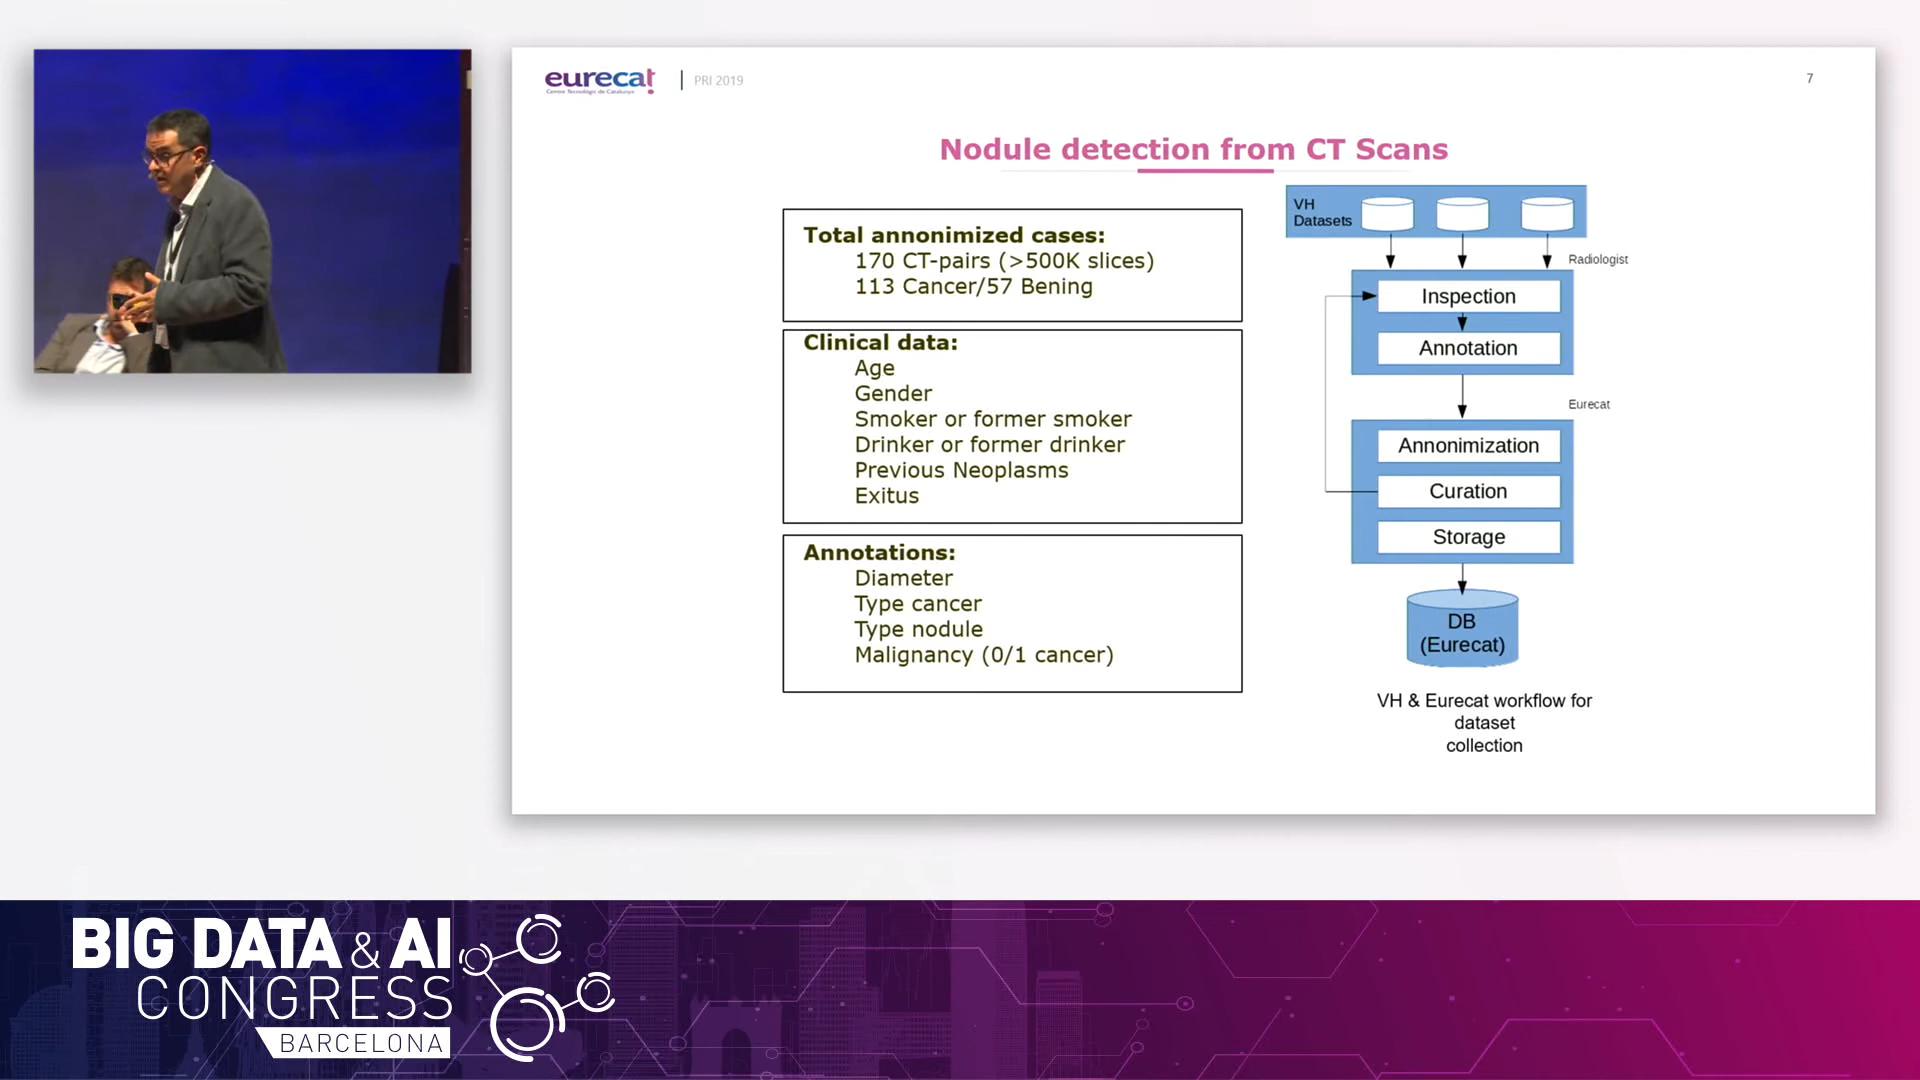 eurecat
Centre Tecnològic de Catalunya
PRI 2019
7
Nodule detection from CT Scans
Total annonimized cases:
170 CT-pairs (>500K slices)
113 Cancer/57 Bening
Clinical data:
Age
Gender
Smoker or former smoker
Drinker or former drinker
Previous Neoplasms
Exitus
Annotations:
Diameter
Type cancer
Type nodule
Malignancy (0/1 cancer)
VH
Datasets
Radiologist
Inspection
Annotation
Eurecat
Annonimization
Curation
Storage
DB
(Eurecat)
VH & Eurecat workflow for
dataset
collection
BIG DATA & AI
CONGRESS
BARCELONA